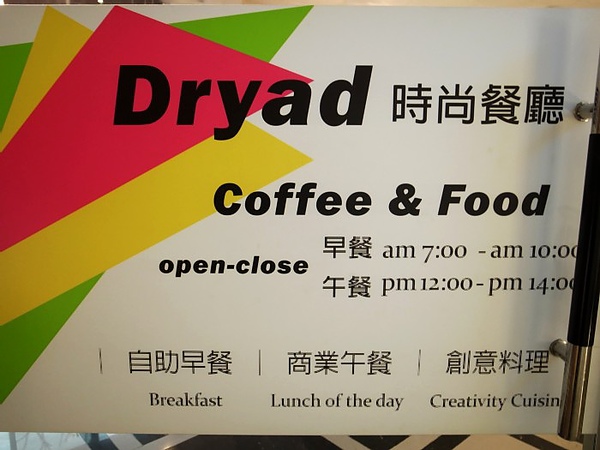 Dryad 時尚餐廳
Coffee & Food
open-close
早餐 am 7:00 - am 10:00
午餐 pm 12:00 - pm 14:00
自助早餐 | 商業午餐 | 創意料理
Breakfast Lunch of the day Creativity Cuisin